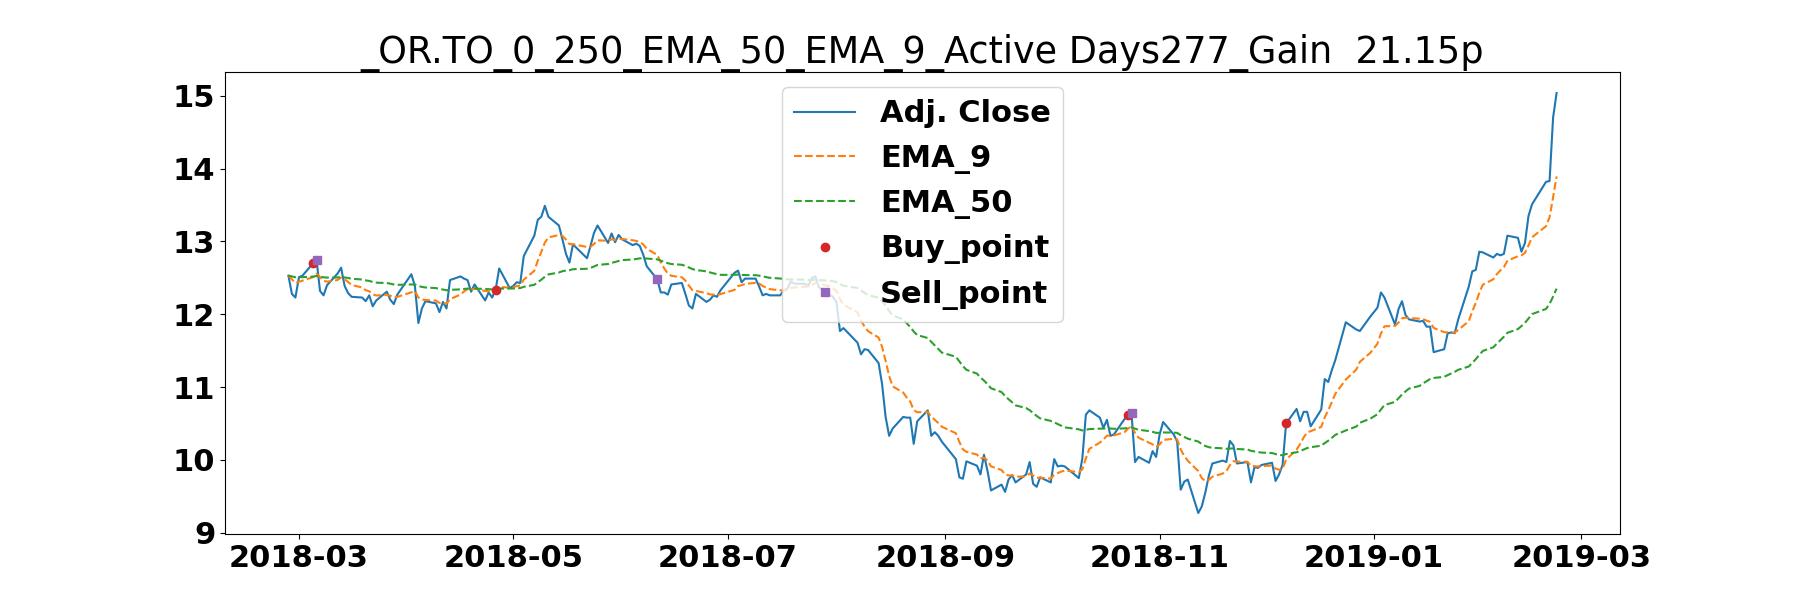 _OR.TO_0_250_EMA_50_EMA_9_Active Days277_Gain  21.15p
15
14
13
12
11
10
9
Adj. Close
EMA_9
EMA_50
Buy_point
Sell_point
2018-03 2018-05 2018-07 2018-09 2018-11 2019-01 2019-03